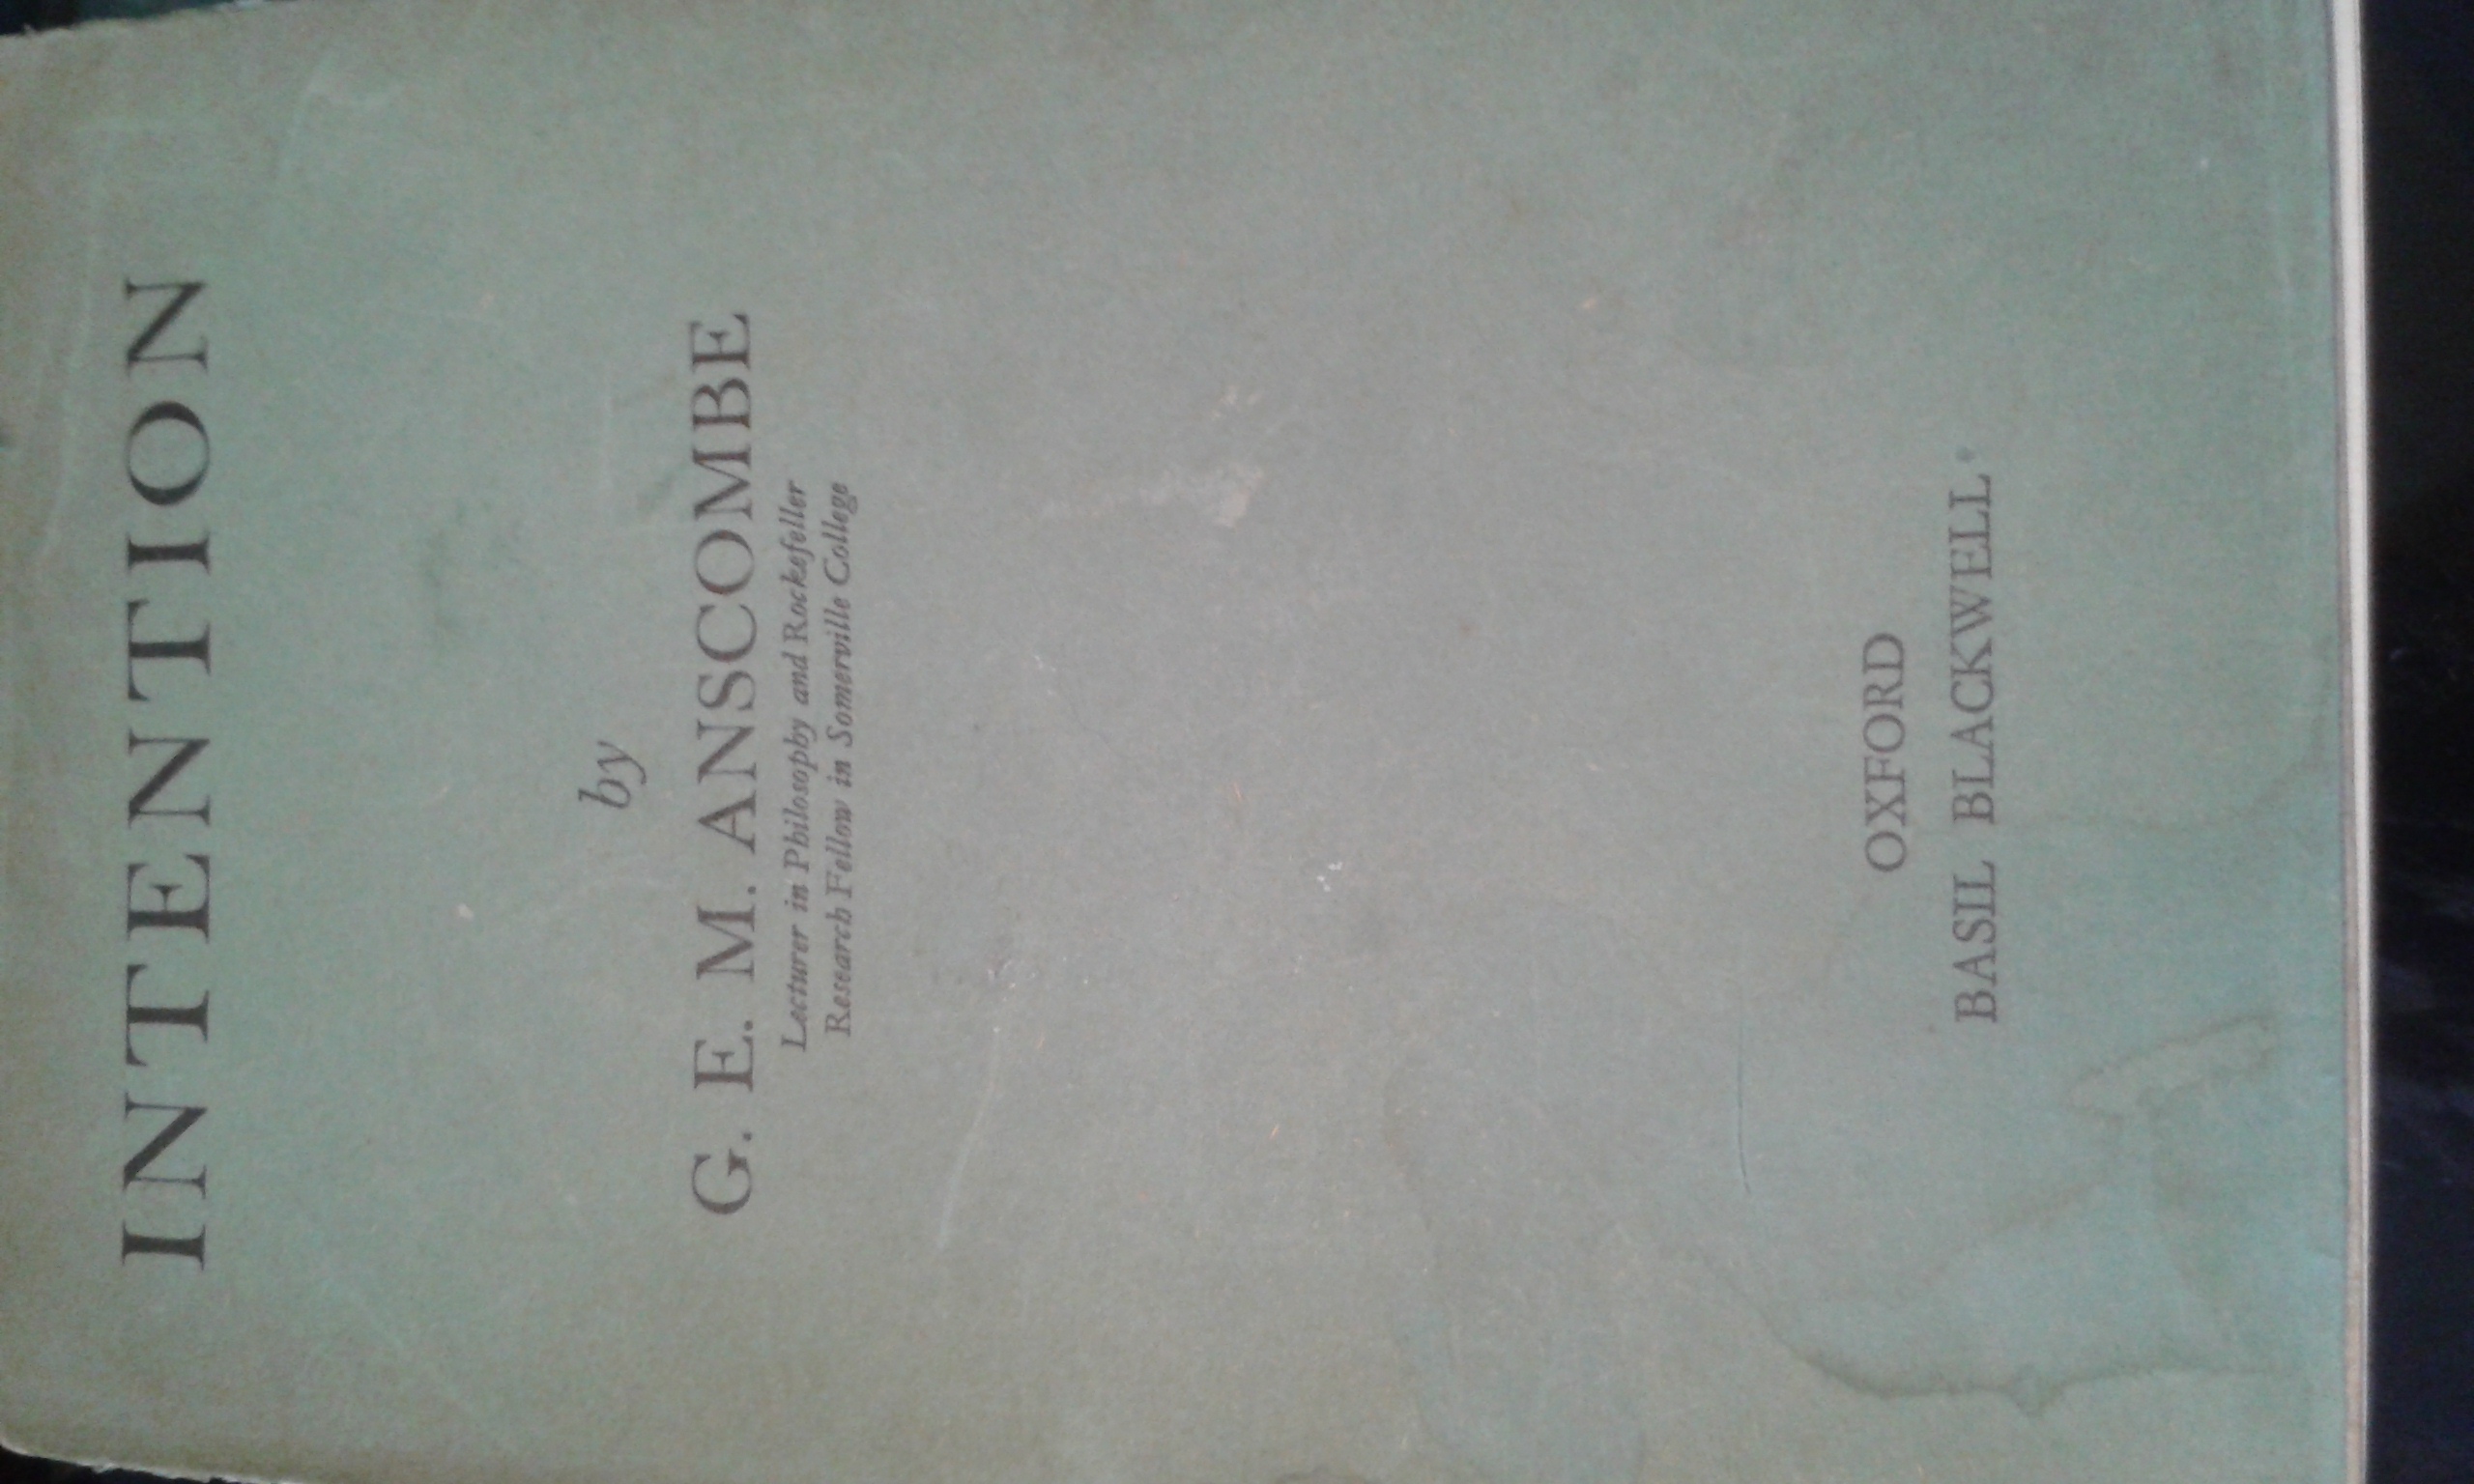 INTENTION
by
G. E. M. ANSCOMBE
Lecturer in Philosophy and Rockefeller
Research Fellow in Somerville College
OXFORD
BASIL BLACKWELL